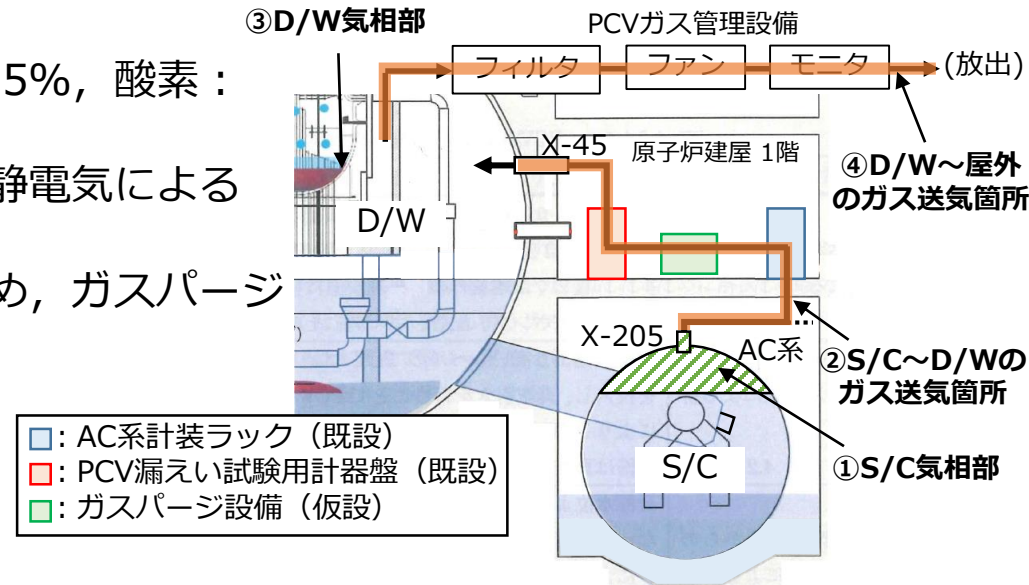 ③D/W気相部
PCVガス管理設備
5%，酸素：
フィルタ
ファン
モニタ
(放出)
X-45
原子炉建屋 1階
④D/W～屋外
のガス送気箇所
静電気による
D/W
め，ガスパージ
X-205
AC系
②S/C～D/Wの
ガス送気箇所
：AC系計装ラック（既設）
：PCV漏えい試験用計器盤（既設）
：ガスパージ設備（仮設）
S/C
①S/C気相部